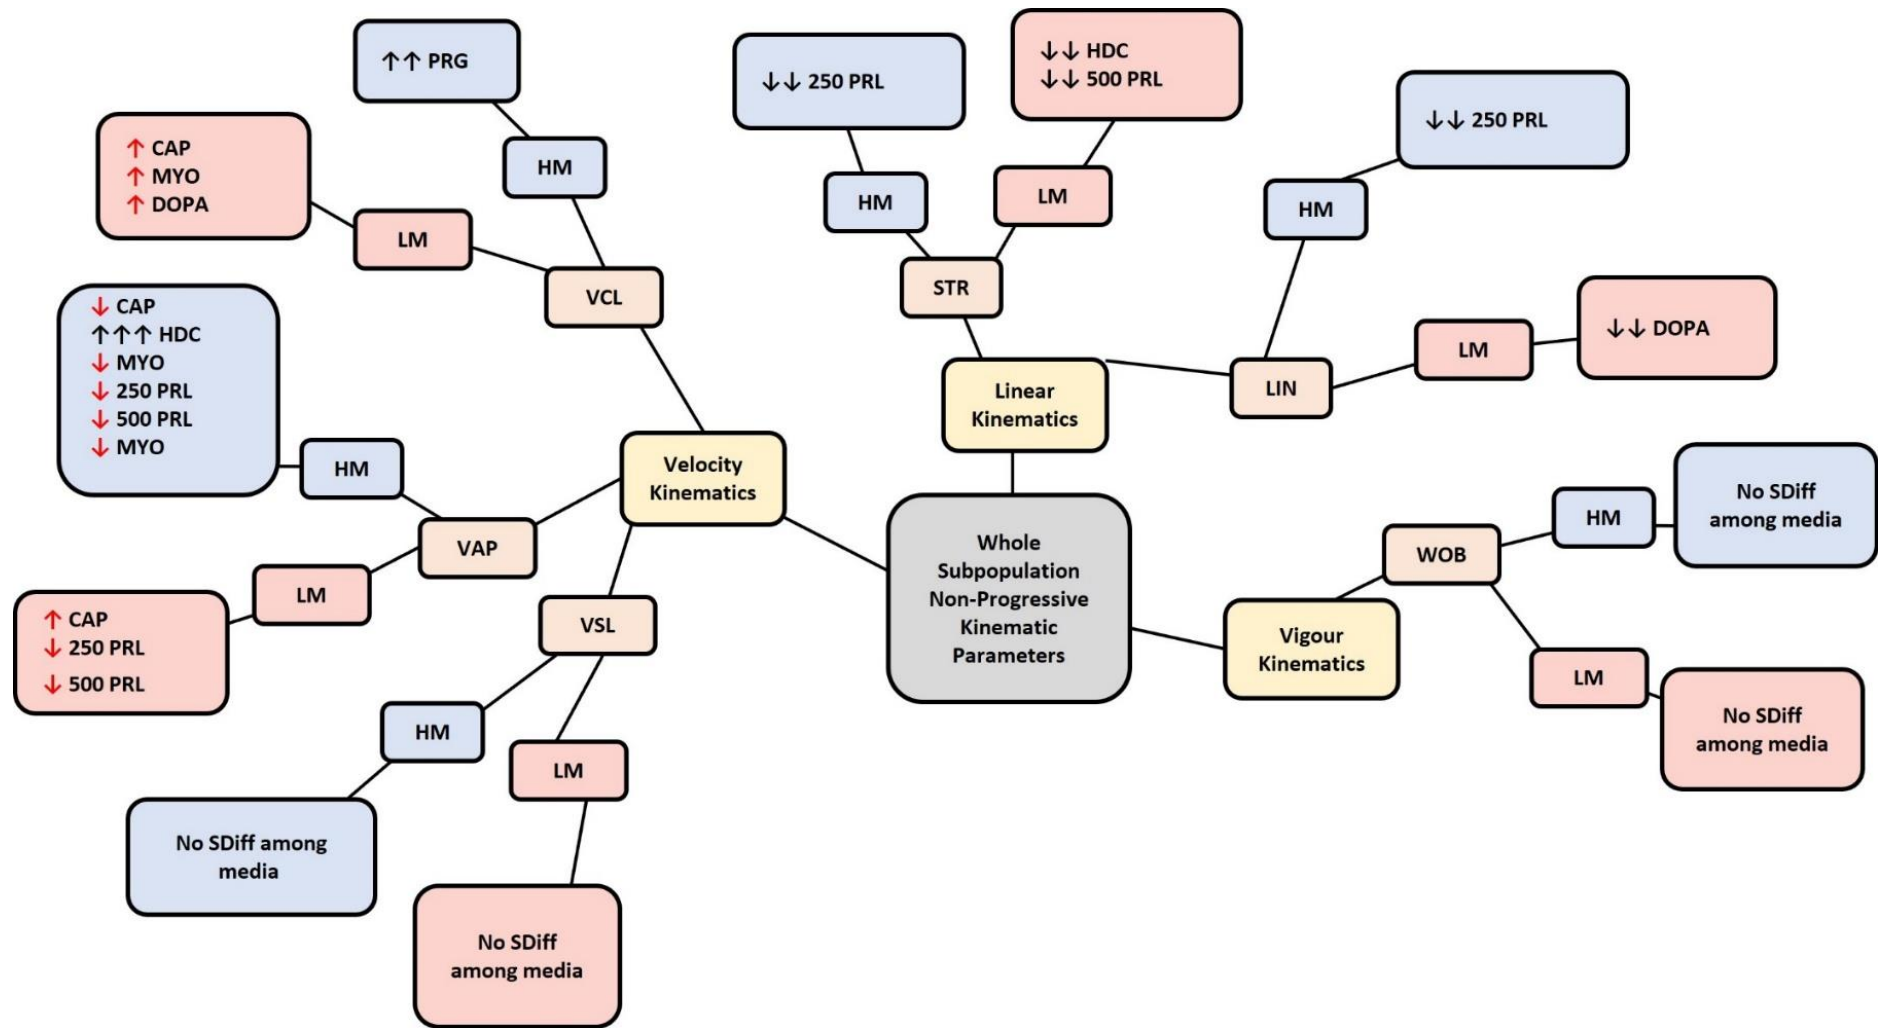 ↑↑ PRG
HM
↑ CAP
↑ MYO
↑ DOPA
LM
VCL
↓ CAP
↑↑↑ HDC
↓ MYO
↓ 250 PRL
↓ 500 PRL
↓ MYO
HM
VAP
↑ CAP
↓ 250 PRL
↓ 500 PRL
LM
Velocity
Kinematics
VSL
HM
No SDiff among
media
LM
No SDiff
among media
↓↓ 250 PRL
HM
↓↓ HDC
↓↓ 500 PRL
LM
STR
Linear
Kinematics
↓↓ 250 PRL
HM
LIN
LM
↓↓ DOPA
Whole
Subpopulation
Non-Progressive
Kinematic
Parameters
Vigour
Kinematics
WOB
HM
No SDiff
among media
LM
No SDiff
among media